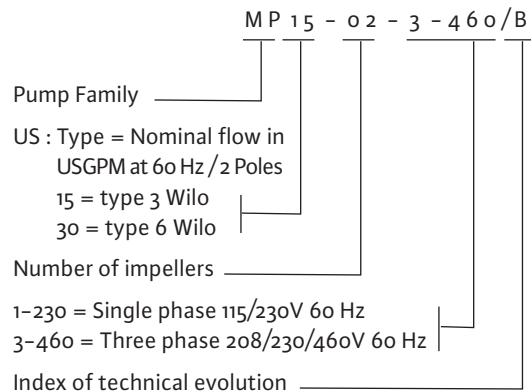 MP15-02-3-460/B
Pump Family
US : Type = Nominal flow in
USGPM at 60 Hz /2 Poles
15 = type 3 Wilo
30 = type 6 Wilo
Number of impellers
1-230 = Single phase 115/230V 60 Hz
3-460 = Three phase 208/230/460V 60 Hz
Index of technical evolution